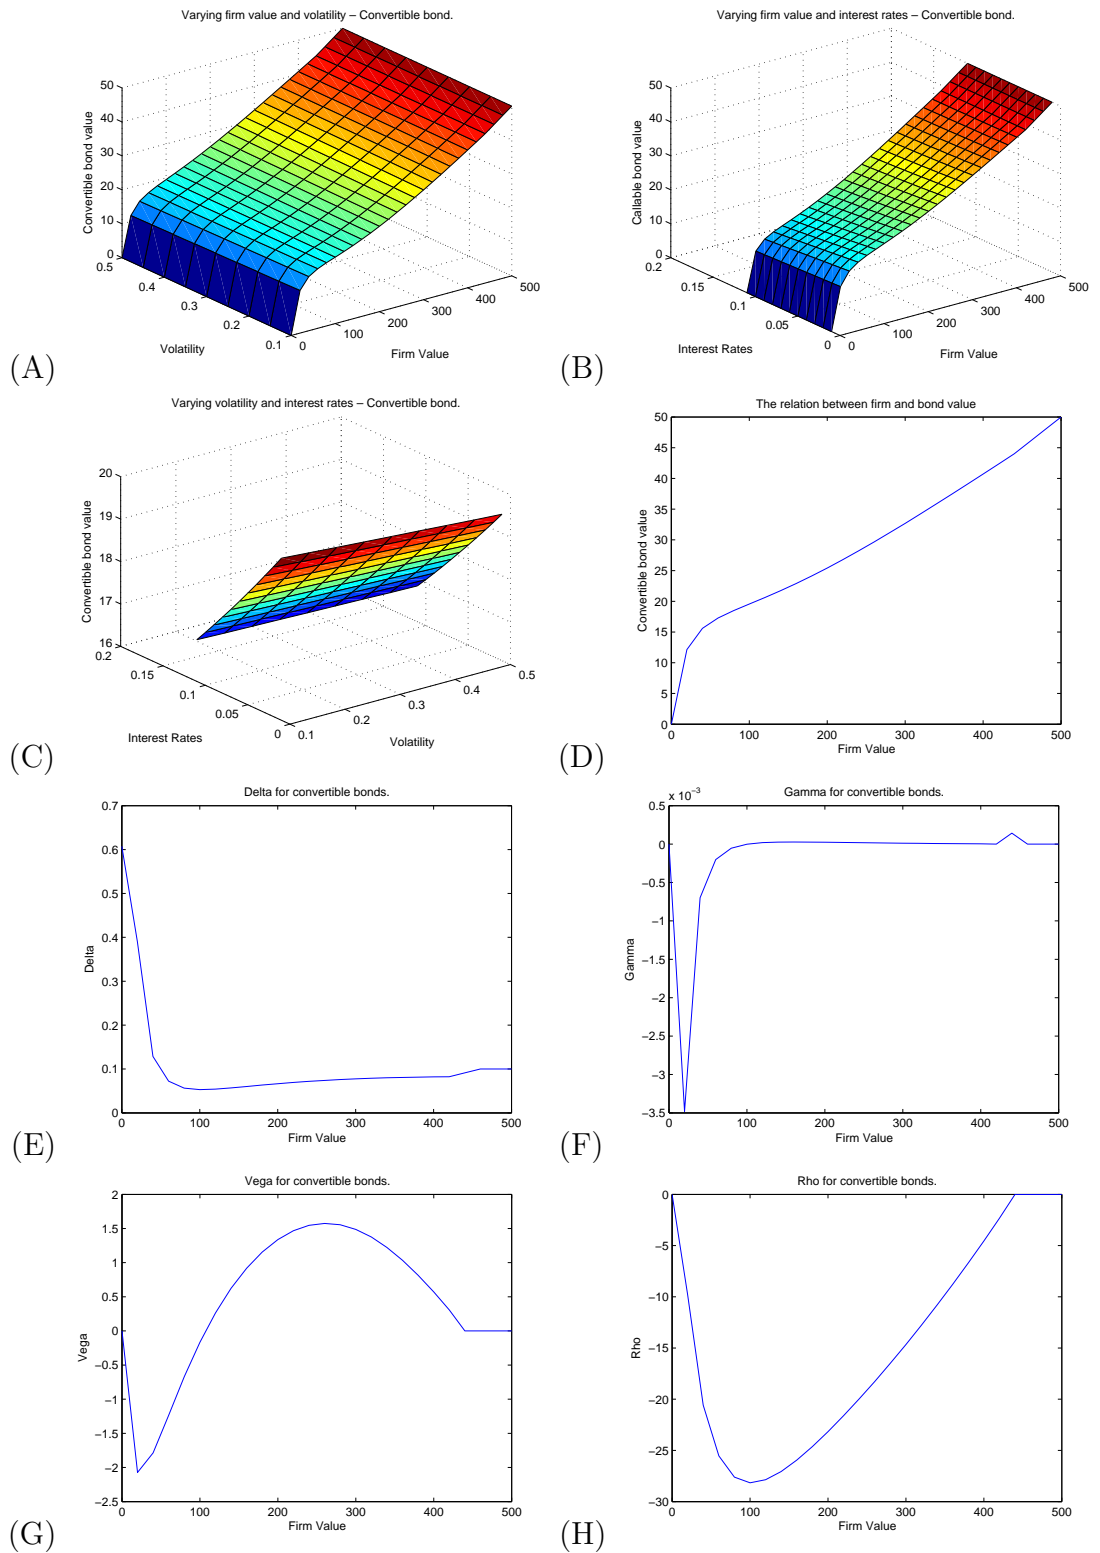 Varying firm value and volatility – Convertible bond.
50
40
30
20
10
0
Convertible bond value
0.5
0.4
0.3
0.2
0.1
Volatility
0
100
200
300
400
500
Firm Value
(A)
Varying firm value and interest rates – Convertible bond.
50
40
30
20
10
0
Callable bond value
0.2
0.15
0.1
0.05
0
Interest Rates
0
100
200
300
400
500
Firm Value
(B)
Varying volatility and interest rates – Convertible bond.
20
19
18
17
16
Convertible bond value
0.2
0.15
0.1
0.05
0
Interest Rates
0.1
0.2
0.3
0.4
0.5
Volatility
(C)
The relation between firm and bond value
50
45
40
35
30
25
20
15
10
5
0
Convertible bond value
0 100 200 300 400 500
Firm Value
(D)
Delta for convertible bonds.
0.7
0.6
0.5
0.4
0.3
0.2
0.1
0
Delta
0 100 200 300 400 500
Firm Value
(E)
Gamma for convertible bonds.
x 10−3
0.5
0
−0.5
−1
−1.5
−2
−2.5
−3
−3.5
Gamma
0 100 200 300 400 500
Firm Value
(F)
Vega for convertible bonds.
2
1.5
1
0.5
0
−0.5
−1
−1.5
−2
−2.5
Vega
0 100 200 300 400 500
Firm Value
(G)
Rho for convertible bonds.
0
−5
−10
−15
−20
−25
−30
Rho
0 100 200 300 400 500
Firm Value
(H)